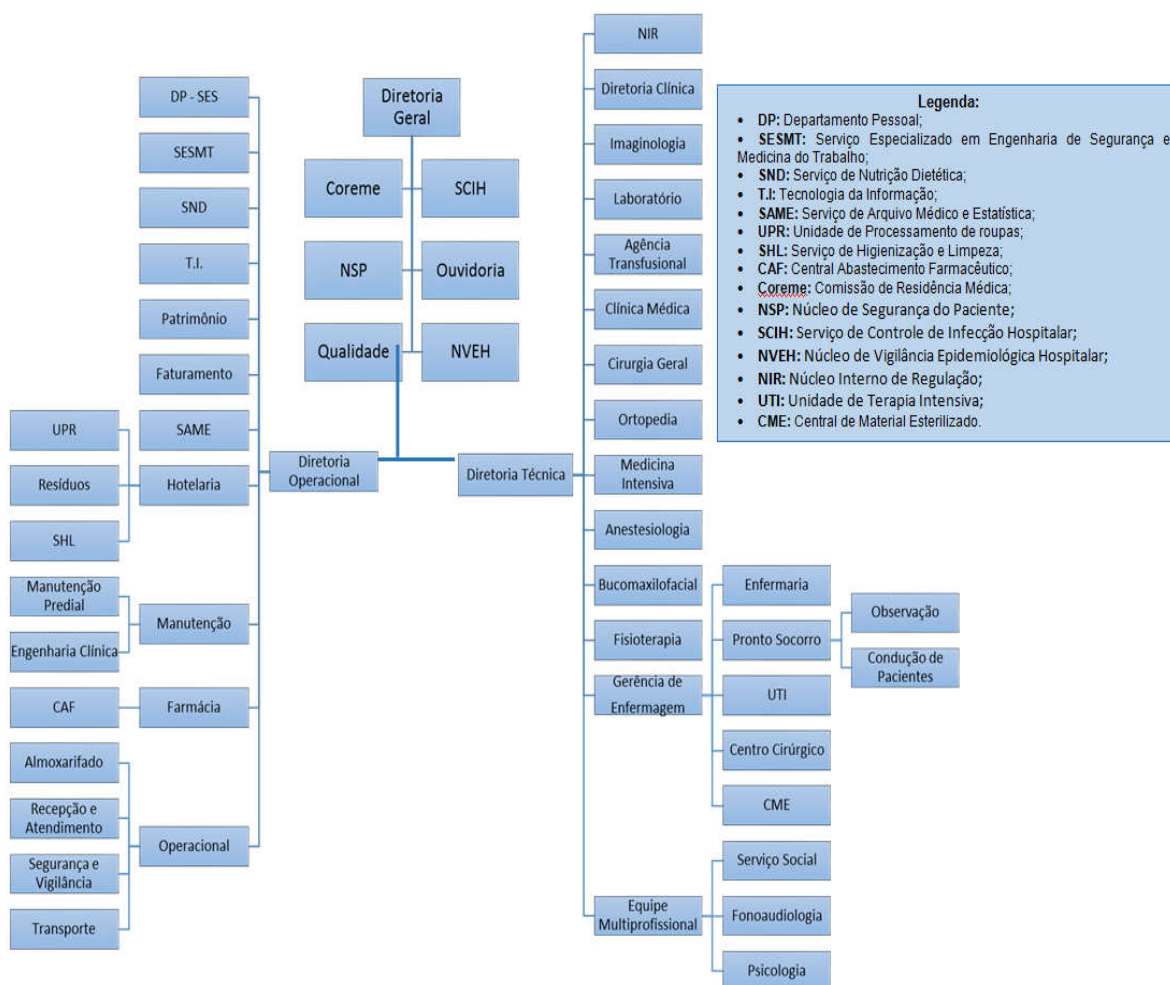 Diretoria
Geral
Coreme
SCIH
NSP
Ouvidoria
Qualidade
NVEH
Diretoria
Operacional
Diretoria Técnica
DP - SES
SESMT
SND
T.I.
Patrimônio
Faturamento
SAME
Hotelaria
UPR
Resíduos
SHL
Manutenção
Manutenção
Predial
Engenharia Clínica
Farmácia
CAF
Operacional
Almoxarifado
Recepção e
Atendimento
Segurança e
Vigilância
Transporte
NIR
Diretoria Clínica
Imaginologia
Laboratório
Agência
Transfusional
Clínica Médica
Cirurgia Geral
Ortopedia
Medicina
Intensiva
Anestesiologia
Bucomaxilofacial
Fisioterapia
Gerência de
Enfermagem
Enfermaria
Pronto Socorro
Observação
Condução de
Pacientes
UTI
Centro Cirúrgico
CME
Equipe
Multiprofissional
Serviço Social
Fonoaudiologia
Psicologia
Legenda:
• DP: Departamento Pessoal;
• SESMT: Serviço Especializado em Engenharia de Segurança e
Medicina do Trabalho;
• SND: Serviço de Nutrição Dietética;
• T.I: Tecnologia da Informação;
• SAME: Serviço de Arquivo Médico e Estatística;
• UPR: Unidade de Processamento de roupas;
• SHL: Serviço de Higienização e Limpeza;
• CAF: Central Abastecimento Farmacêutico;
• Coreme: Comissão de Residência Médica;
• NSP: Núcleo de Segurança do Paciente;
• SCIH: Serviço de Controle de Infecção Hospitalar;
• NVEH: Núcleo de Vigilância Epidemiológica Hospitalar;
• NIR: Núcleo Interno de Regulação;
• UTI: Unidade de Terapia Intensiva;
• CME: Central de Material Esterilizado.